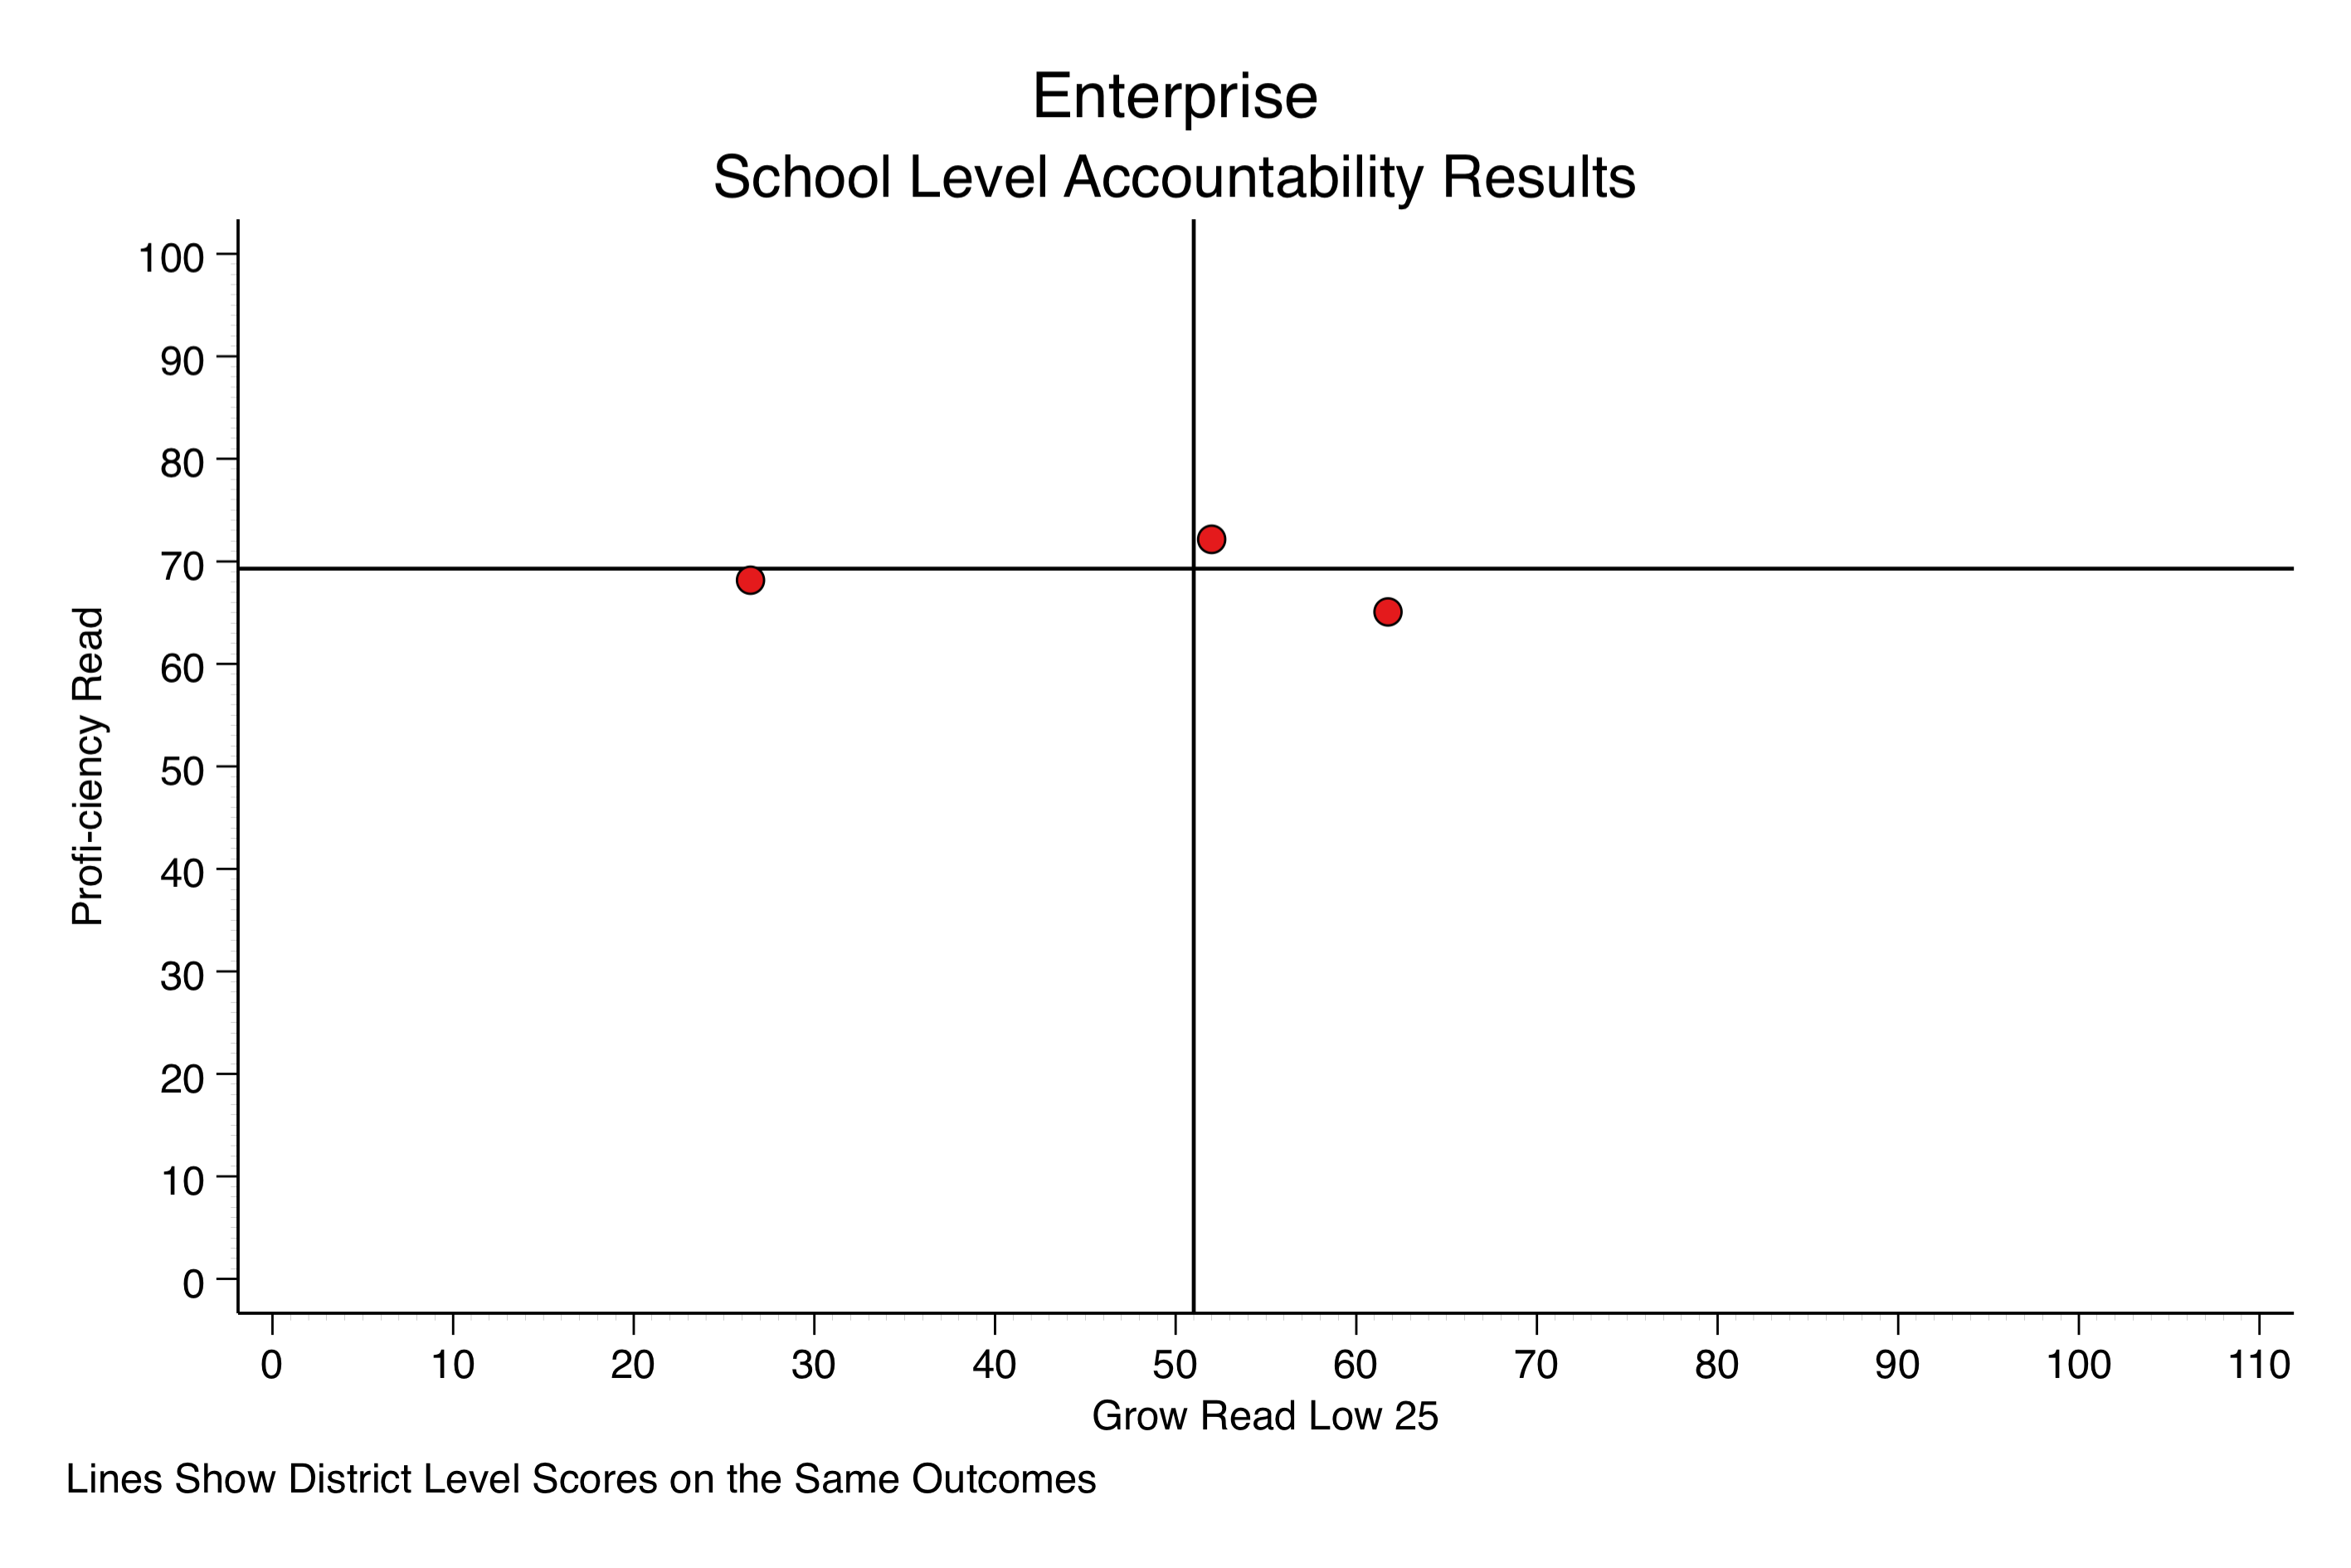 Enterprise
School Level Accountability Results
100
90
80
70
60
50
40
30
20
10
0
Profi-ciency Read
0 10 20 30 40 50 60 70 80 90 100 110
Grow Read Low 25
Lines Show District Level Scores on the Same Outcomes